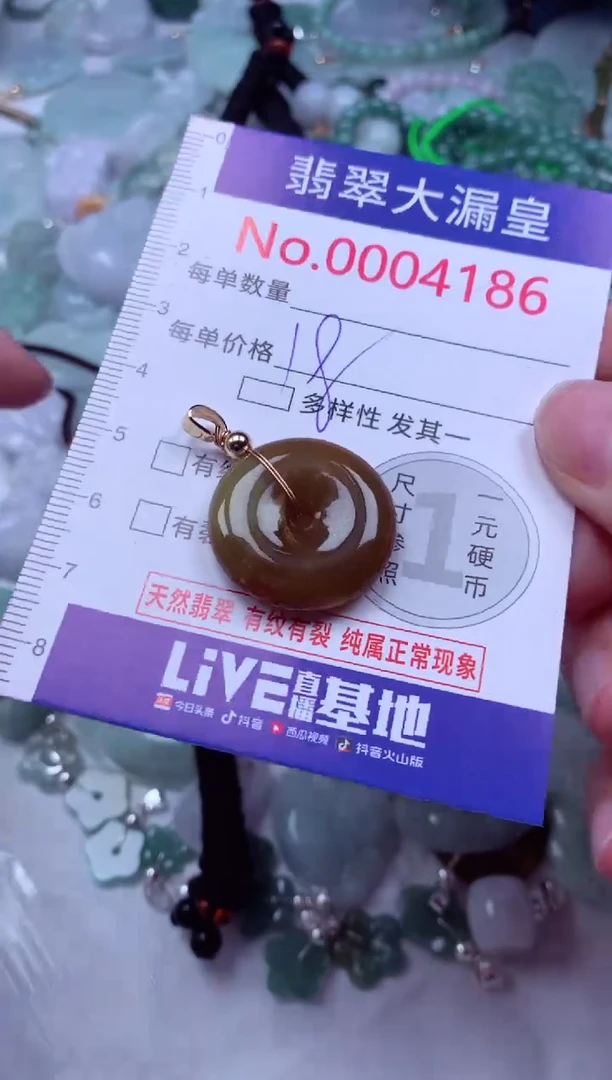 翡翠大漏皇
No.0004186
每单数量
每单价格 18
多样性 发其一
有
有裂
尺寸参照
1
一元硬币
天然翡翠 有纹有裂 纯属正常现象
LiVE直播基地
今日头条 抖音 西瓜视频 抖音火山版
0
1
2
3
4
5
6
7
8